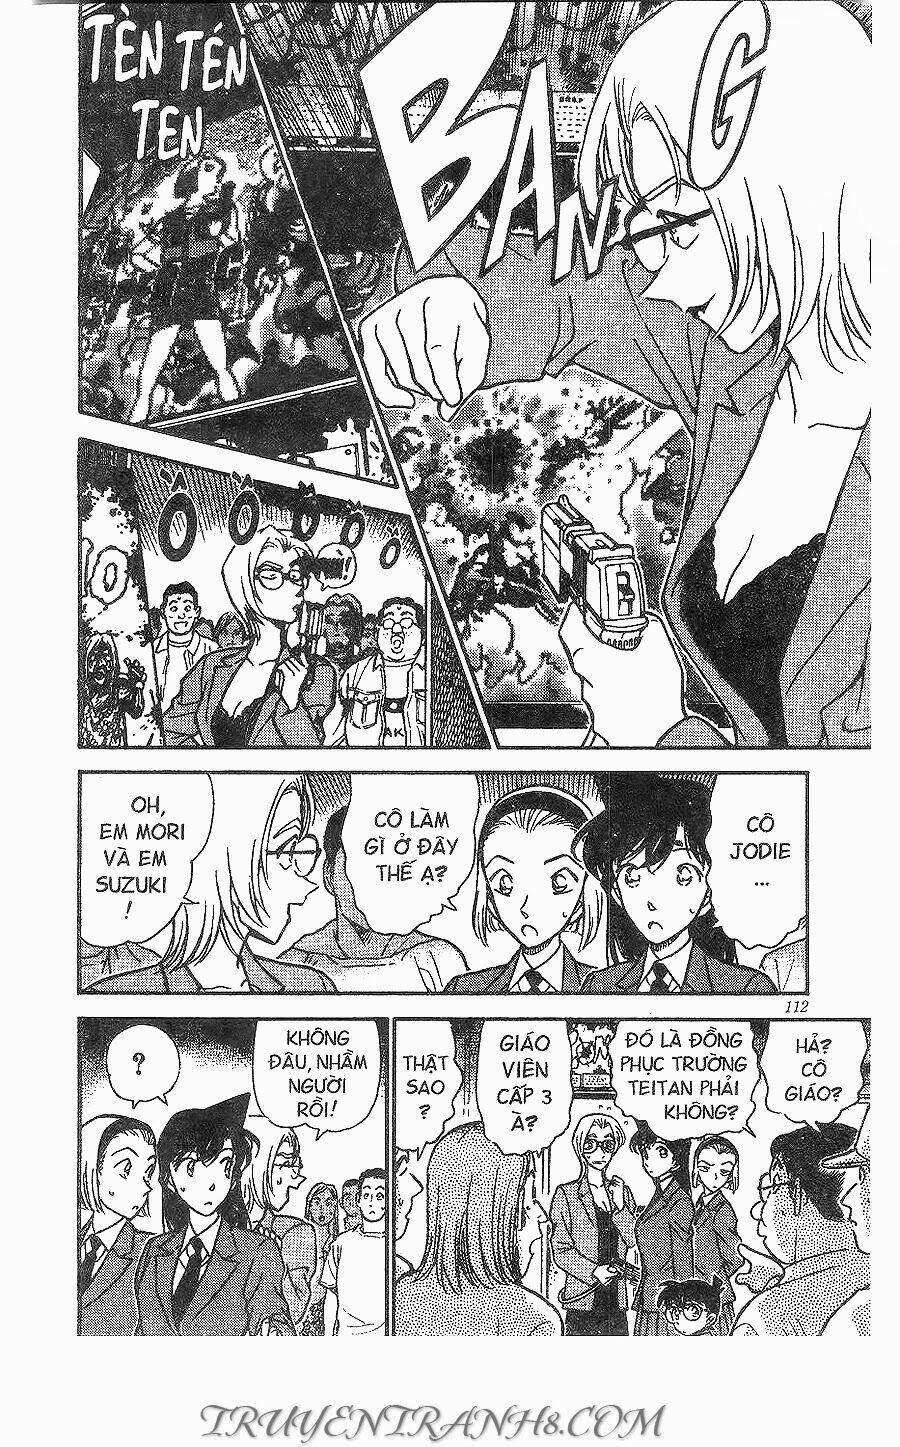 TÈN TÉN
TEN
BANG
Ồ Ồ Ồ Ồ O
AK
CÔ
JODIE
...
CÔ LÀM
GÌ Ở ĐÂY
THẾ Ạ?
OH,
EM MORI
VÀ EM
SUZUKI
!
112
HẢ?
CÔ
GIÁO?
ĐÓ LÀ ĐỒNG
PHỤC TRƯỜNG
TEITAN PHẢI
KHÔNG?
GIÁO
VIÊN
CẤP 3
À?
THẬT
SAO
?
KHÔNG
ĐÂU, NHẦM
NGƯỜI
RỒI!
?
TRUYENTRANH8.COM